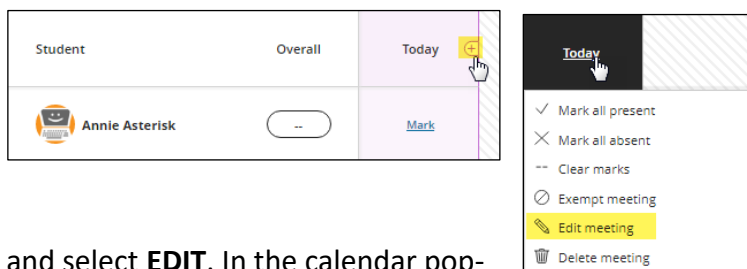 Student Overall Today
Annie Asterisk -- Mark
Today
Mark all present
Mark all absent
-- Clear marks
Exempt meeting
Edit meeting
Delete meeting
and select EDIT. In the calendar pop-